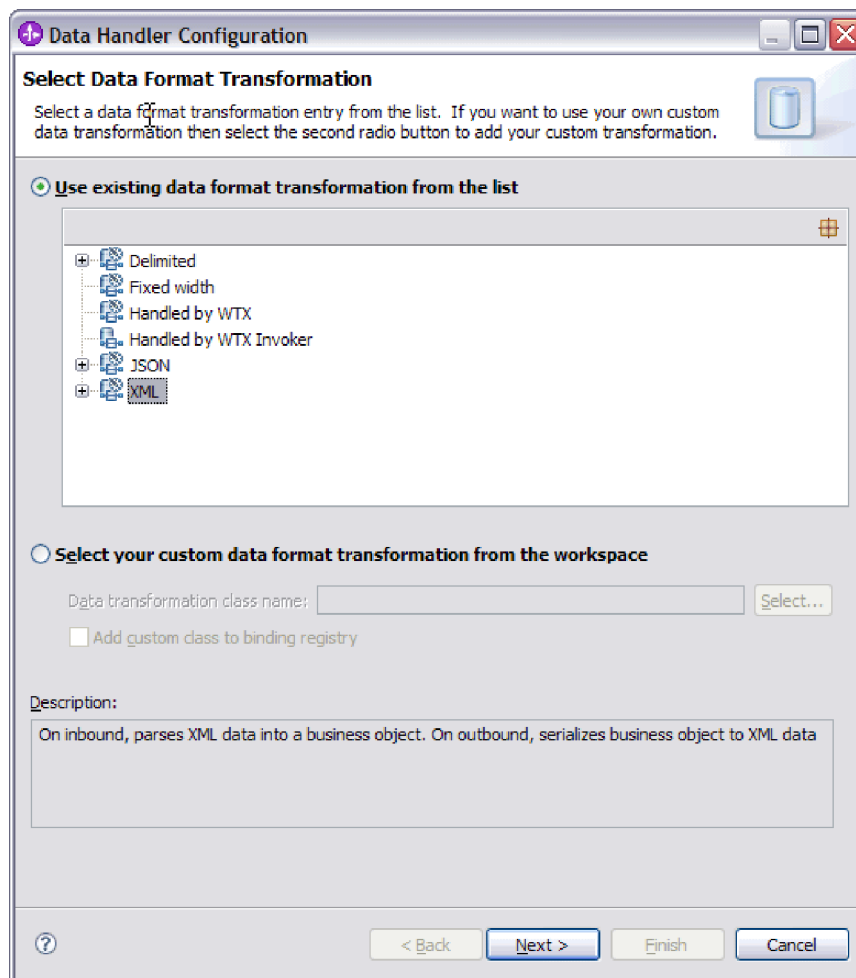 Data Handler Configuration
Select Data Format Transformation
Select a data format transformation entry from the list. If you want to use your own custom
data transformation then select the second radio button to add your custom transformation.
Use existing data format transformation from the list
Delimited
Fixed width
Handled by WTX
Handled by WTX Invoker
JSON
XML
Select your custom data format transformation from the workspace
Data transformation class name:
Select...
Add custom class to binding registry
Description:
On inbound, parses XML data into a business object. On outbound, serializes business object to XML data
? < Back Next > Finish Cancel